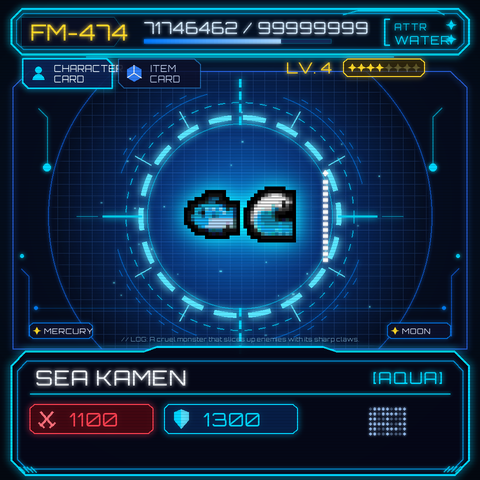 FM-474
71746462 / 99999999
ATTR
WATER
CHARACTER
CARD
ITEM
CARD
LV. 4
MERCURY
MOON
// LOG: A cruel monster that slices up enemies with its sharp claws
SEA KAMEN
[AQUA]
1100
1300